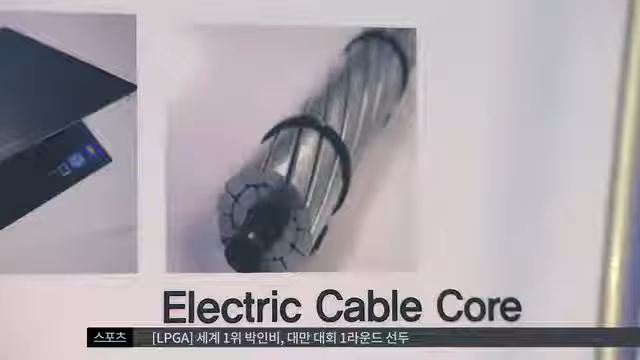 Electric Cable Core
스포츠 [LPGA] 세계 1위 박인비, 대만 대회 1라운드 선두